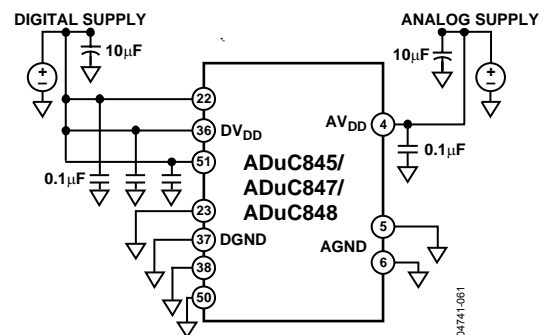 DIGITAL SUPPLY
ANALOG SUPPLY
10µF
10µF
+
–
+
–
22
36
DVDD
51
AVDD
4
0.1µF
0.1µF
ADuC845/
ADuC847/
ADuC848
23
37
DGND
38
50
AGND
5
6
04741-061